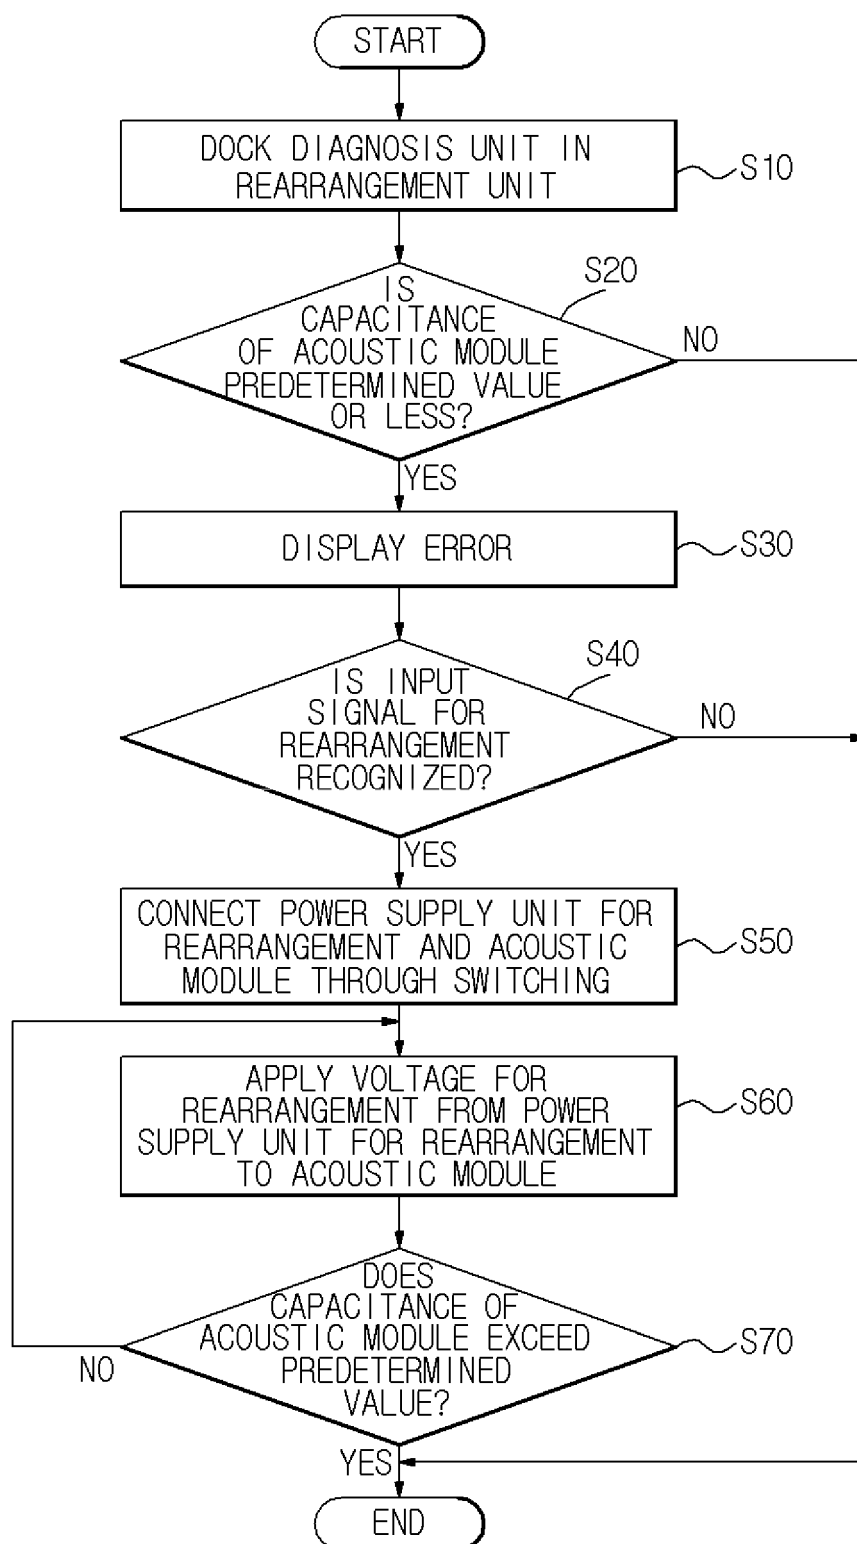 START
DOCK DIAGNOSIS UNIT IN
REARRANGEMENT UNIT
S10
S20
IS
CAPACITANCE
OF ACOUSTIC MODULE
PREDETERMINED VALUE
OR LESS?
NO
YES
DISPLAY ERROR
S30
S40
IS INPUT
SIGNAL FOR
REARRANGEMENT
RECOGNIZED?
NO
YES
CONNECT POWER SUPPLY UNIT FOR
REARRANGEMENT AND ACOUSTIC
MODULE THROUGH SWITCHING
S50
APPLY VOLTAGE FOR
REARRANGEMENT FROM POWER
SUPPLY UNIT FOR REARRANGEMENT
TO ACOUSTIC MODULE
S60
DOES
CAPACITANCE OF
ACOUSTIC MODULE EXCEED
PREDETERMINED
VALUE?
S70
NO
YES
END